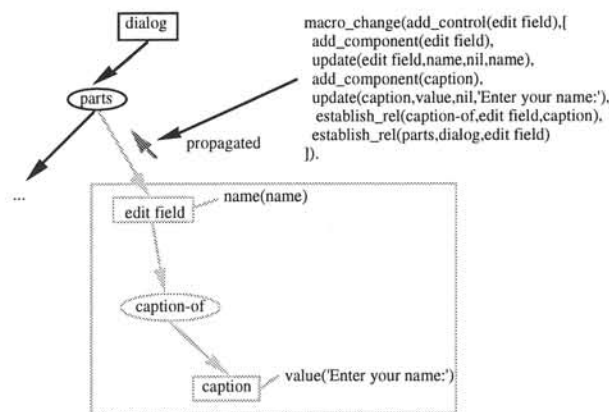 dialog
macro_change(add_control(edit field),[
add_component(edit field),
update(edit field,name,nil,name),
add_component(caption),
update(caption,value,nil,'Enter your name:'),
establish_rel(caption-of,edit field,caption),
establish_rel(parts,dialog,edit field)
]).
parts
propagated
...
name(name)
edit field
caption-of
caption
value('Enter your name:')